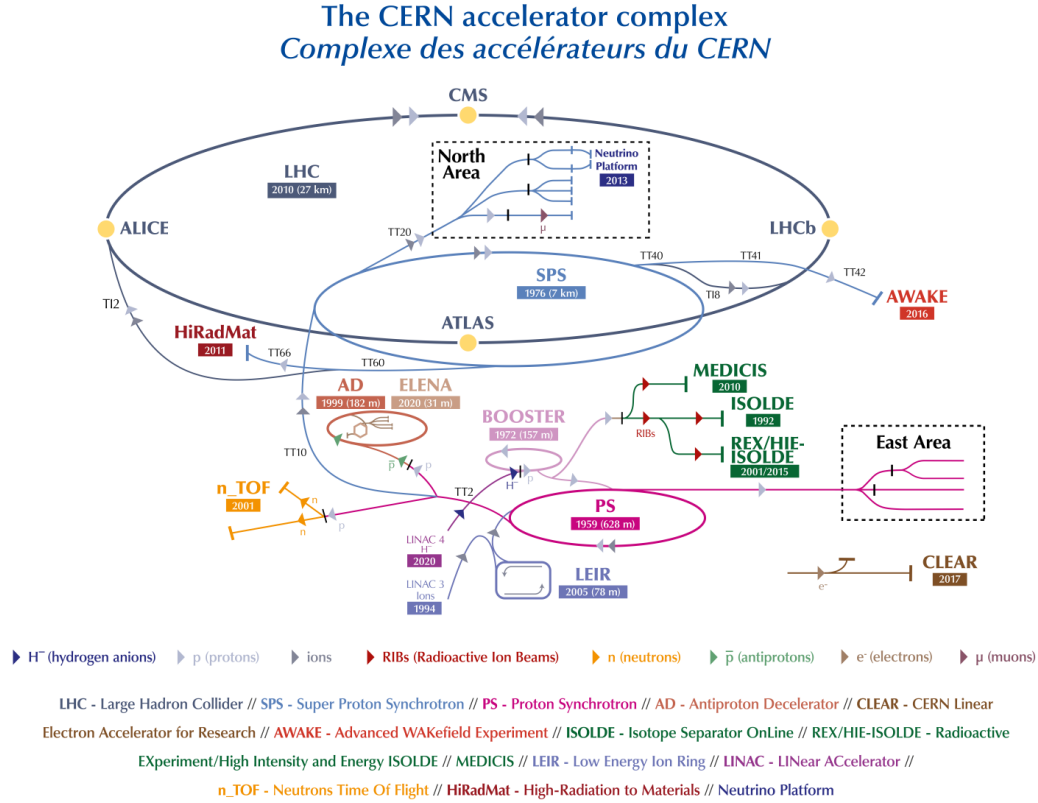 The CERN accelerator complex
Complexe des accélérateurs du CERN
CMS
North
Area
Neutrino
Platform
2013
LHC
2010 (27 km)
μ
ALICE
LHCb
TT20
TT40
TT41
TT42
SPS
1976 (7 km)
TI8
AWAKE
2016
TI2
ATLAS
HiRadMat
2011
TT66
TT60
AD
1999 (182 m)
ELENA
2020 (31 m)
MEDICIS
2010
BOOSTER
1972 (157 m)
ISOLDE
1992
RIBs
REX/HIE-
ISOLDE
2001/2015
East Area
TT10
p̅
p
H⁻
p
n_TOF
2001
n
n
p
TT2
PS
1959 (628 m)
LINAC 4
H⁻
2020
LINAC 3
Ions
1994
LEIR
2005 (78 m)
CLEAR
2017
e⁻
H⁻ (hydrogen anions)
p (protons)
ions
RIBs (Radioactive Ion Beams)
n (neutrons)
p̅ (antiprotons)
e⁻ (electrons)
μ (muons)
LHC - Large Hadron Collider // SPS - Super Proton Synchrotron // PS - Proton Synchrotron // AD - Antiproton Decelerator // CLEAR - CERN Linear
Electron Accelerator for Research // AWAKE - Advanced WAKefield Experiment // ISOLDE - Isotope Separator OnLine // REX/HIE-ISOLDE - Radioactive
EXperiment/High Intensity and Energy ISOLDE // MEDICIS // LEIR - Low Energy Ion Ring // LINAC - LINear ACcelerator //
n_TOF - Neutrons Time Of Flight // HiRadMat - High-Radiation to Materials // Neutrino Platform